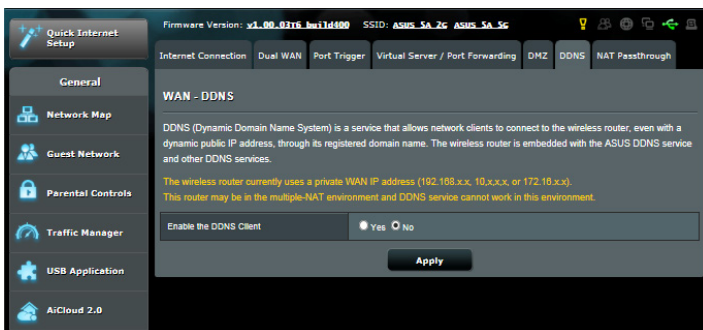 Quick Internet
Setup
Firmware Version: v1.00.03T6 build400 SSID: ASUS_5A_2G ASUS_5A_5G
Internet Connection Dual WAN Port Trigger Virtual Server / Port Forwarding DMZ DDNS NAT Passthrough
General
Network Map
Guest Network
Parental Controls
Traffic Manager
USB Application
AiCloud 2.0
WAN - DDNS
DDNS (Dynamic Domain Name System) is a service that allows network clients to connect to the wireless router, even with a
dynamic public IP address, through its registered domain name. The wireless router is embedded with the ASUS DDNS service
and other DDNS services.
The wireless router currently uses a private WAN IP address (192.168.x.x, 10,x,x,x, or 172.16.x.x).
This router may be in the multiple-NAT environment and DDNS service cannot work in this environment.
Enable the DDNS Client Yes No
Apply